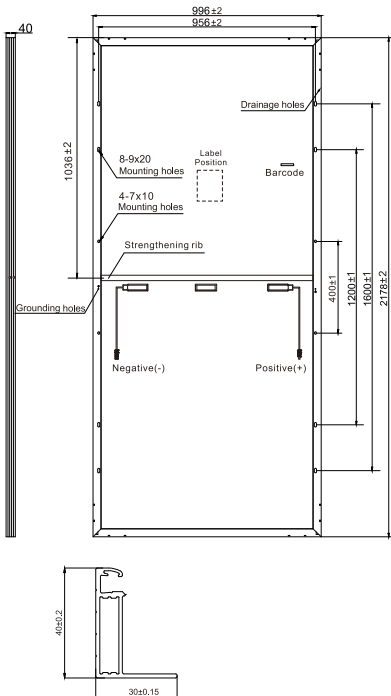 996±2
956±2
40
Drainage holes
1036±2
Label
Position
Barcode
8-9x20
Mounting holes
4-7x10
Mounting holes
Strengthening rib
Grounding holes
400±1
1200±1
1600±1
2178±2
Negative(-)
Positive(+)
40±0.2
30±0.15